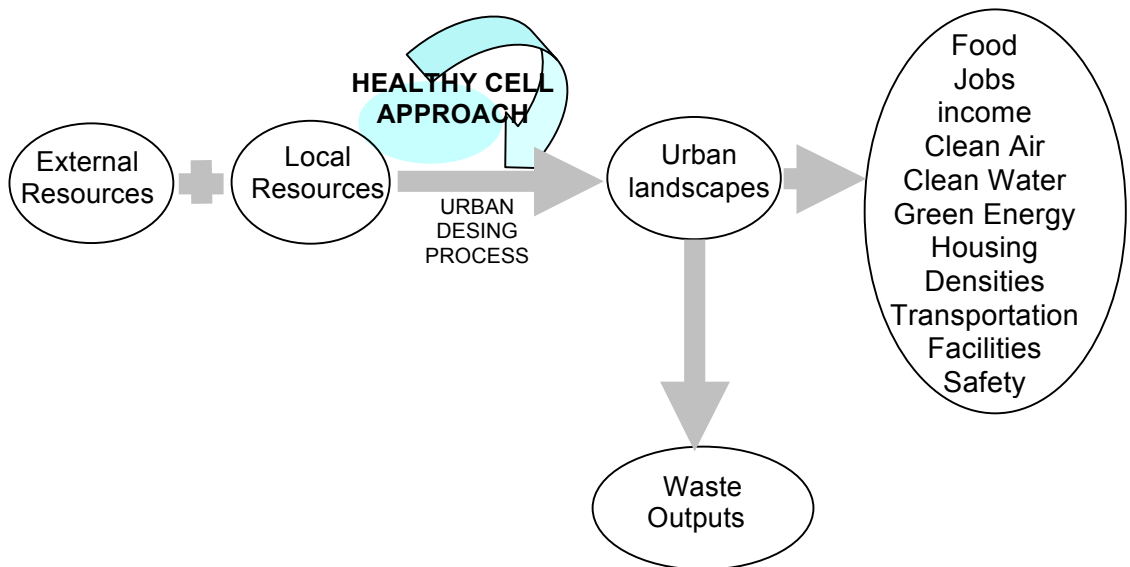 External
Resources
Local
Resources
HEALTHY CELL
APPROACH
URBAN
DESING
PROCESS
Urban
landscapes
Food
Jobs
income
Clean Air
Clean Water
Green Energy
Housing
Densities
Transportation
Facilities
Safety
Waste
Outputs